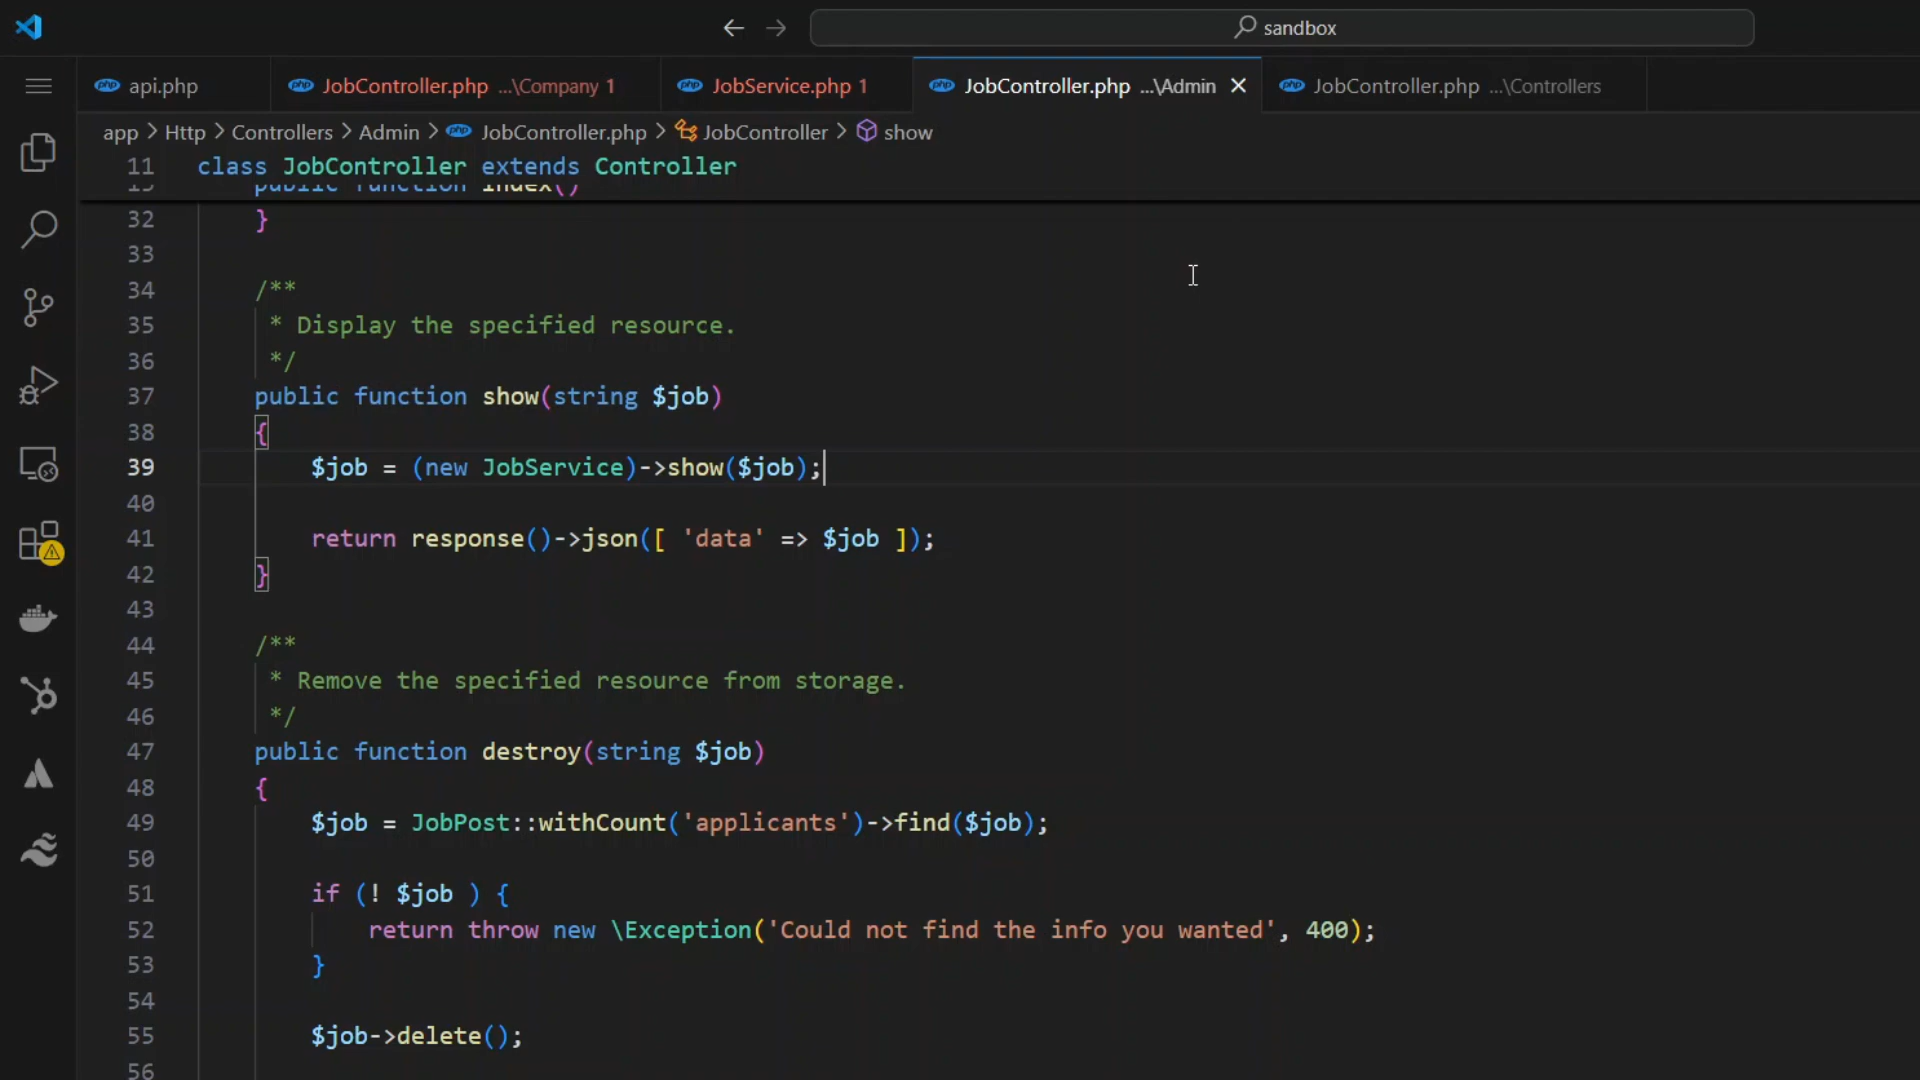 sandbox
api.php
JobController.php ...\Company 1
JobService.php 1
JobController.php ...\Admin
JobController.php ...\Controllers
app > Http > Controllers > Admin > JobController.php > JobController > show
11 class JobController extends Controller
19 public function index()
32 }
33
34 /**
35 * Display the specified resource.
36 */
37 public function show(string $job)
38 {
39 $job = (new JobService)->show($job);
40
41 return response()->json([ 'data' => $job ]);
42 }
43
44 /**
45 * Remove the specified resource from storage.
46 */
47 public function destroy(string $job)
48 {
49 $job = JobPost::withCount('applicants')->find($job);
50
51 if (! $job ) {
52 return throw new \Exception('Could not find the info you wanted', 400);
53 }
54
55 $job->delete();
56